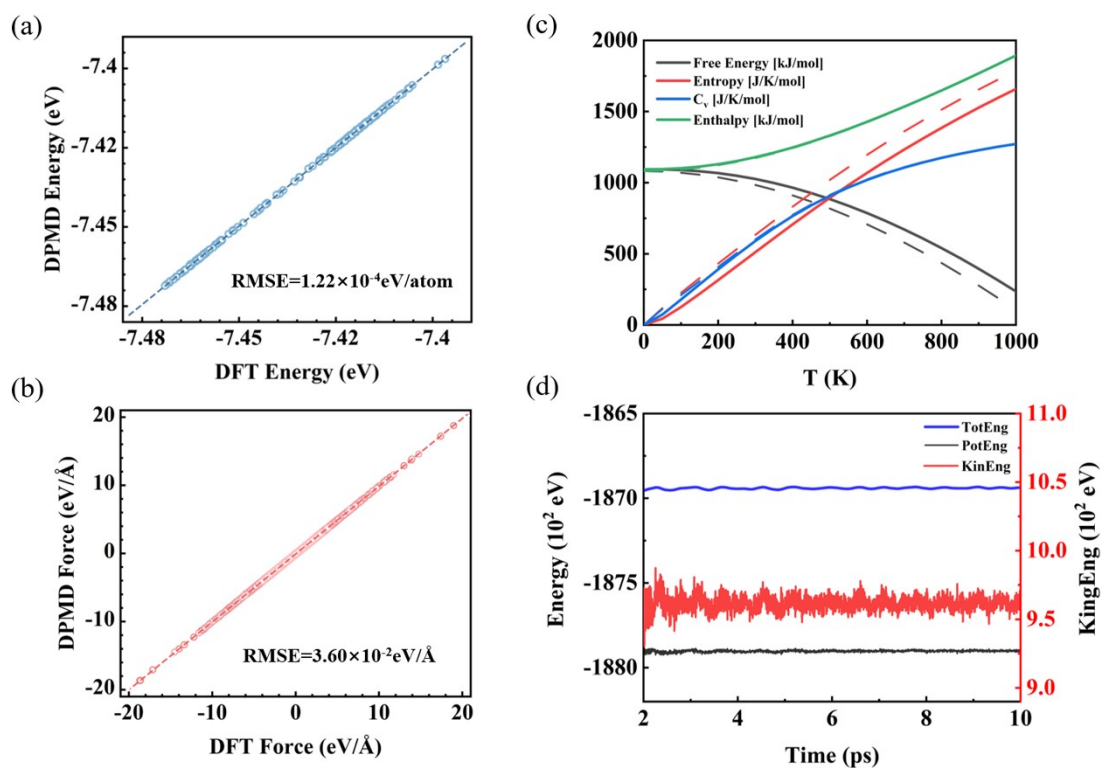 (a)
DPMD Energy (eV)
-7.4
-7.42
-7.45
-7.48
RMSE=1.22×10⁻⁴eV/atom
-7.48
-7.45
-7.42
-7.4
DFT Energy (eV)
(c)
2000
1500
1000
500
0
Free Energy [kJ/mol]
Entropy [J/K/mol]
Cᵥ [J/K/mol]
Enthalpy [kJ/mol]
0
200
400
600
800
1000
T (K)
(b)
DPMD Force (eV/Å)
20
10
0
-10
-20
RMSE=3.60×10⁻²eV/Å
-20
-10
0
10
20
DFT Force (eV/Å)
(d)
Energy (10² eV)
-1865
-1870
-1875
-1880
TotEng
PotEng
KinEng
11.0
10.5
10.0
9.5
9.0
KingEng (10² eV)
2
4
6
8
10
Time (ps)